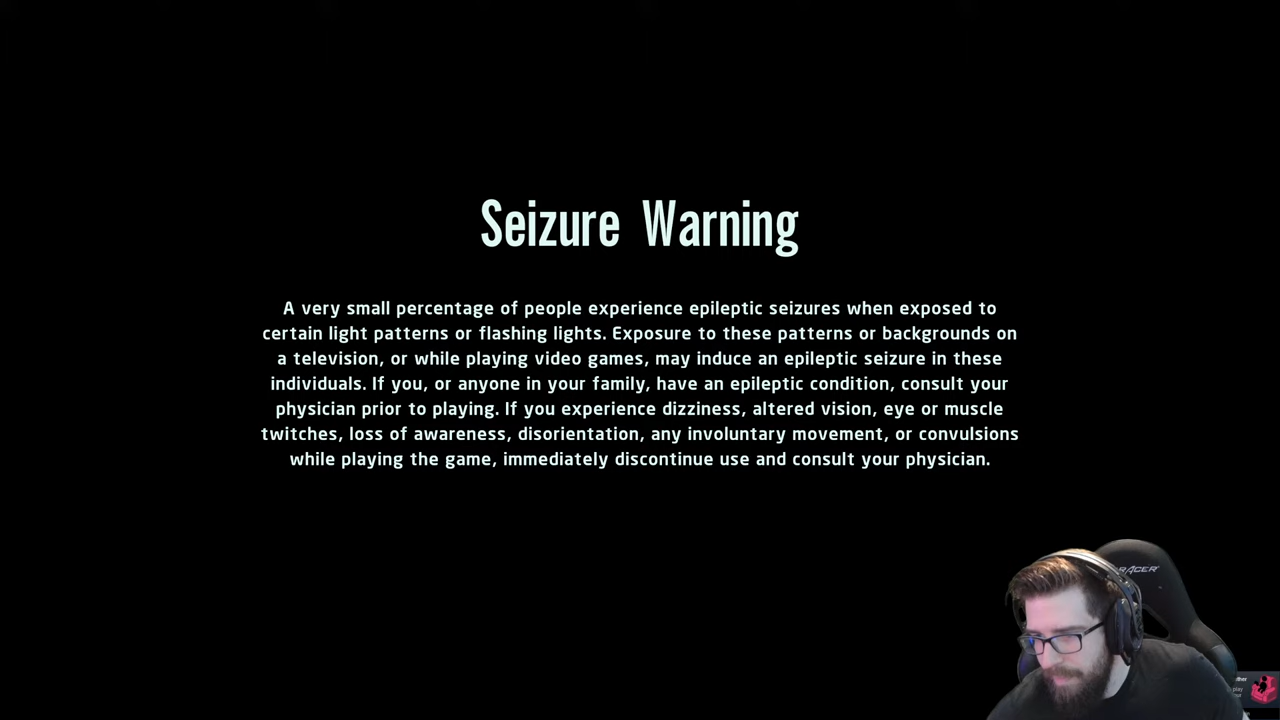 Seizure Warning
A very small percentage of people experience epileptic seizures when exposed to
certain light patterns or flashing lights. Exposure to these patterns or backgrounds on
a television, or while playing video games, may induce an epileptic seizure in these
individuals. If you, or anyone in your family, have an epileptic condition, consult your
physician prior to playing. If you experience dizziness, altered vision, eye or muscle
twitches, loss of awareness, disorientation, any involuntary movement, or convulsions
while playing the game, immediately discontinue use and consult your physician.
RACER